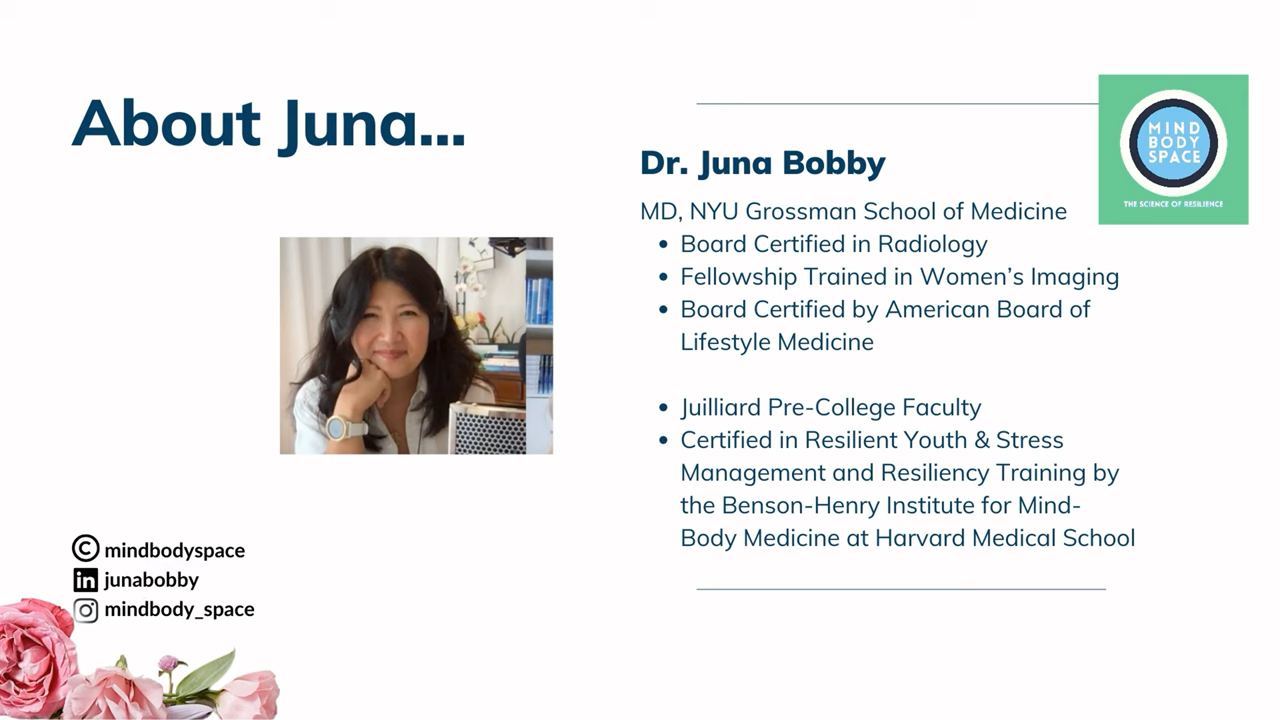 About Juna...
Dr. Juna Bobby
MD, NYU Grossman School of Medicine
• Board Certified in Radiology
• Fellowship Trained in Women’s Imaging
• Board Certified by American Board of
Lifestyle Medicine
• Juilliard Pre-College Faculty
• Certified in Resilient Youth & Stress
Management and Resiliency Training by
the Benson-Henry Institute for Mind-
Body Medicine at Harvard Medical School
MIND
BODY
SPACE
THE SCIENCE OF RESILIENCE
© mindbodyspace
in junabobby
mindbody_space